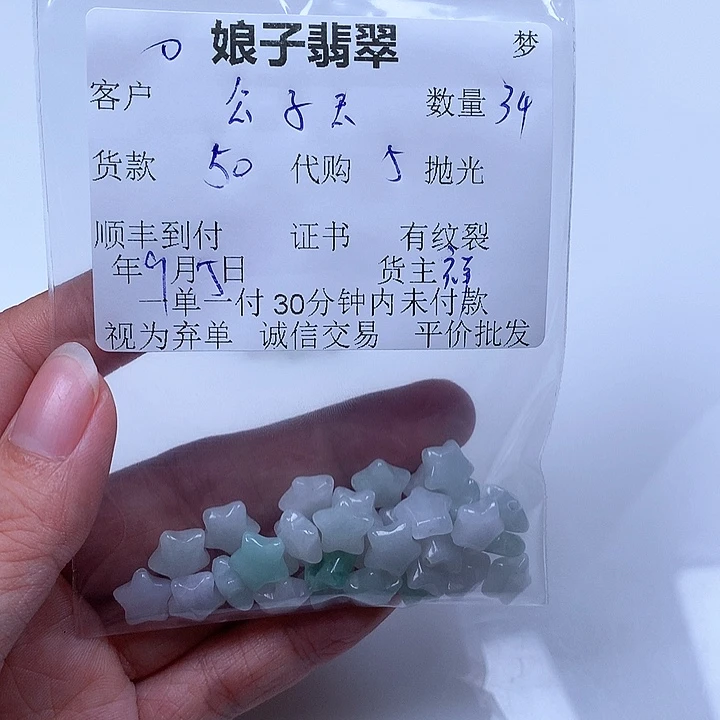 娘子翡翠 梦
客户 公子君 数量 34
货款 50 代购 5 抛光
顺丰到付 证书 有纹裂
年9月5日 货主
一单一付 30分钟内未付款
视为弃单 诚信交易 平价批发